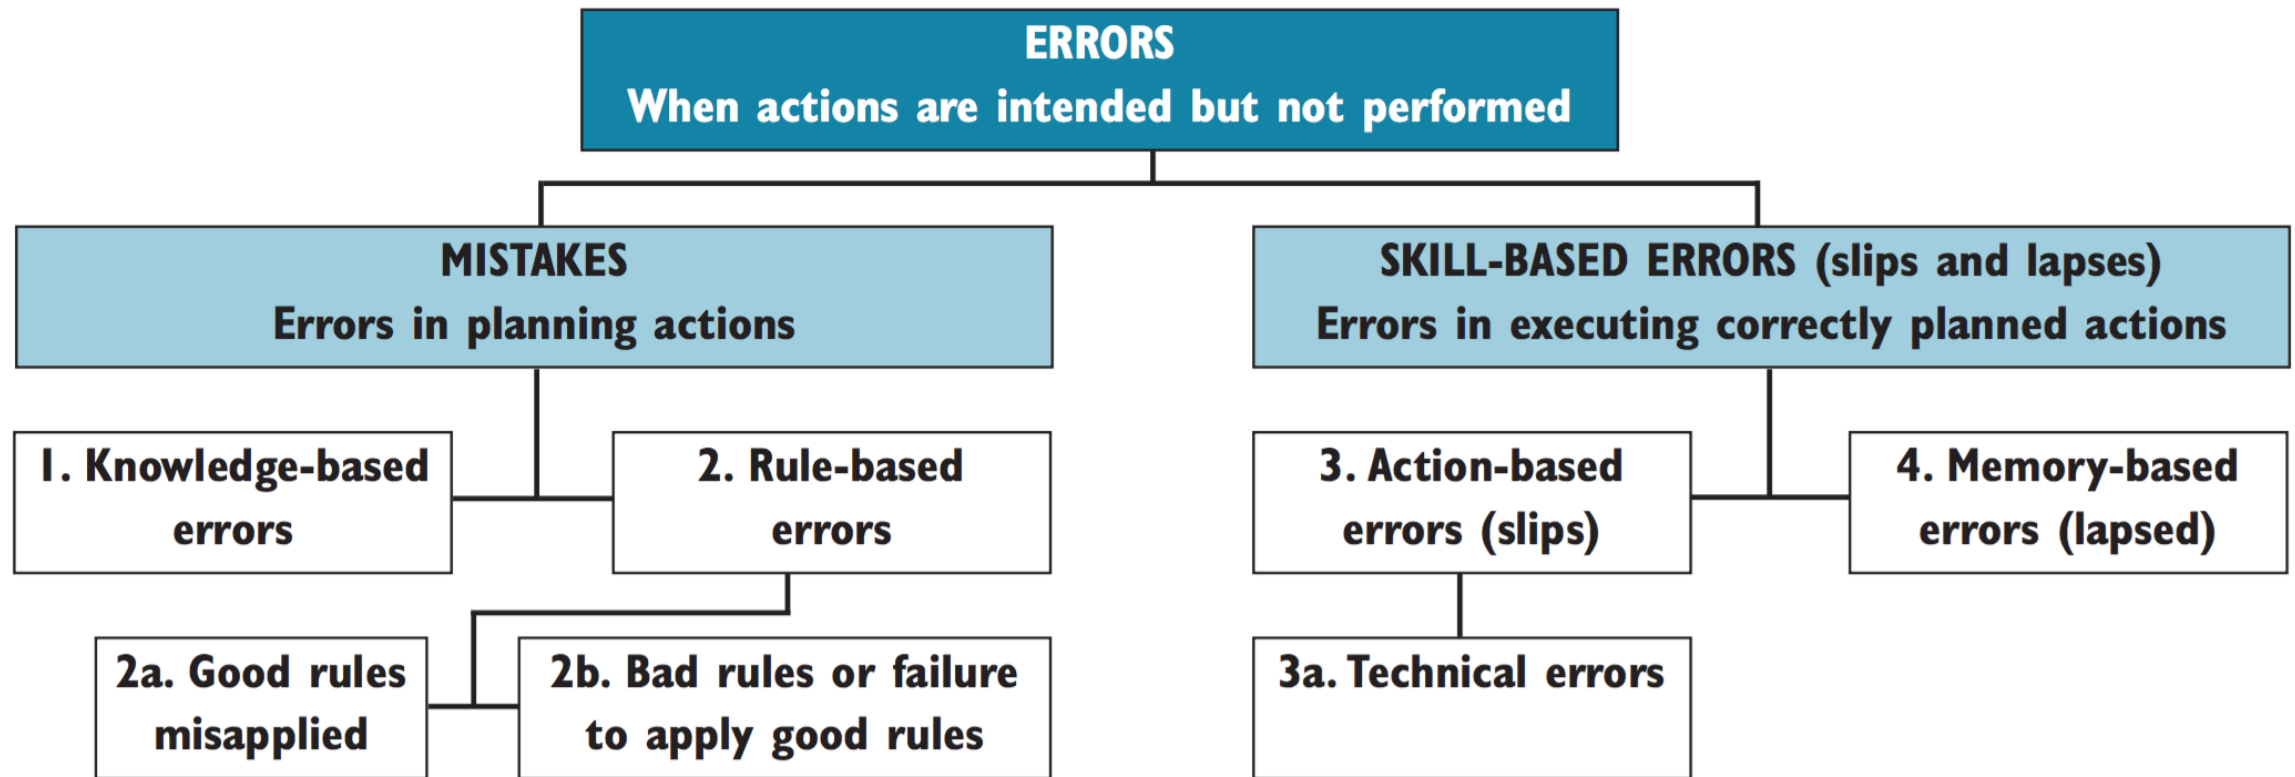 ERRORS
When actions are intended but not performed
MISTAKES
Errors in planning actions
SKILL-BASED ERRORS (slips and lapses)
Errors in executing correctly planned actions
1. Knowledge-based
errors
2. Rule-based
errors
3. Action-based
errors (slips)
4. Memory-based
errors (lapsed)
2a. Good rules
misapplied
2b. Bad rules or failure
to apply good rules
3a. Technical errors